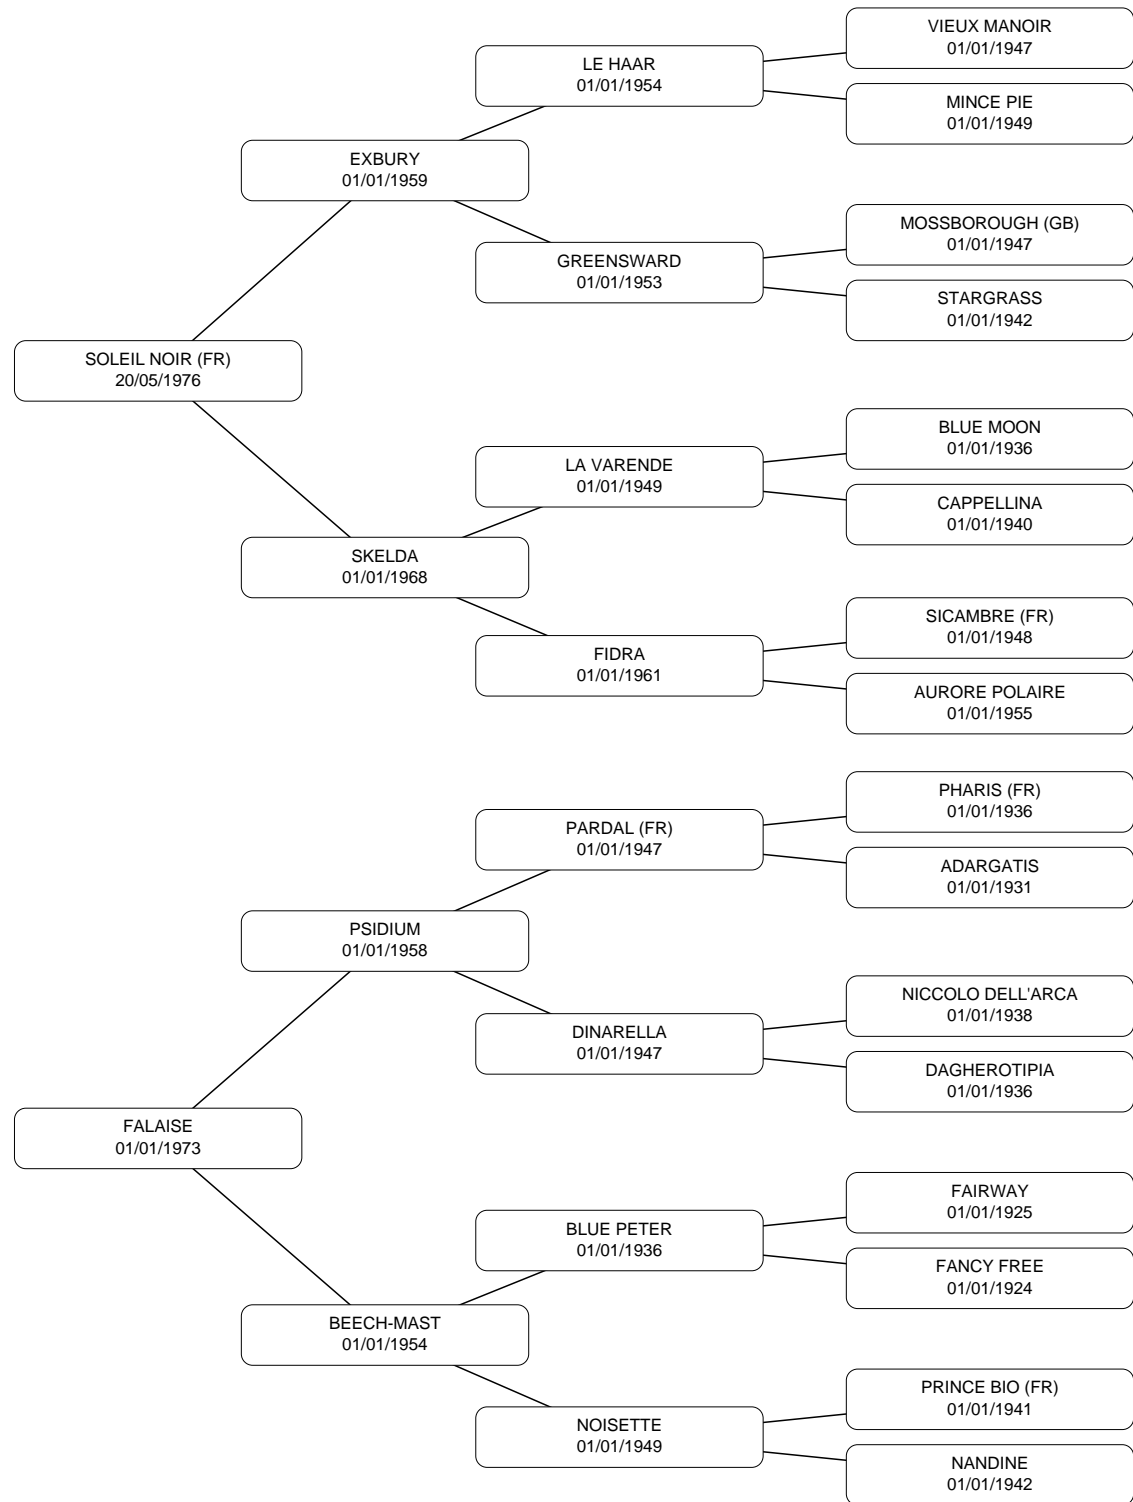 VIEUX MANOIR
01/01/1947
LE HAAR
01/01/1954
MINCE PIE
01/01/1949
EXBURY
01/01/1959
MOSSBOROUGH (GB)
01/01/1947
GREENSWARD
01/01/1953
STARGRASS
01/01/1942
SOLEIL NOIR (FR)
20/05/1976
BLUE MOON
01/01/1936
LA VARENDE
01/01/1949
CAPPELLINA
01/01/1940
SKELDA
01/01/1968
SICAMBRE (FR)
01/01/1948
FIDRA
01/01/1961
AURORE POLAIRE
01/01/1955
PHARIS (FR)
01/01/1936
PARDAL (FR)
01/01/1947
ADARGATIS
01/01/1931
PSIDIUM
01/01/1958
NICCOLO DELL'ARCA
01/01/1938
DINARELLA
01/01/1947
DAGHEROTIPIA
01/01/1936
FALAISE
01/01/1973
FAIRWAY
01/01/1925
BLUE PETER
01/01/1936
FANCY FREE
01/01/1924
BEECH-MAST
01/01/1954
PRINCE BIO (FR)
01/01/1941
NOISETTE
01/01/1949
NANDINE
01/01/1942